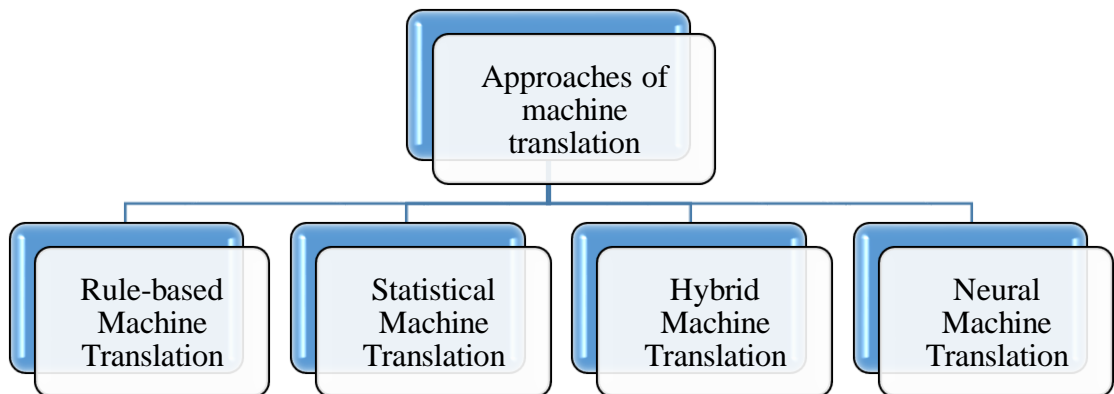 Approaches of
machine
translation
Rule-based
Machine
Translation
Statistical
Machine
Translation
Hybrid
Machine
Translation
Neural
Machine
Translation